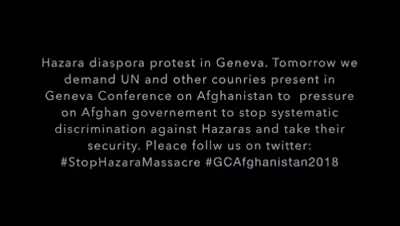 Hazara diaspora protest in Geneva. Tomorrow we
demand UN and other counries present in
Geneva Conference on Afghanistan to pressure
on Afghan governement to stop systematic
discrimination against Hazaras and take their
security. Pleace follw us on twitter:
#StopHazaraMassacre #GCAfghanistan2018